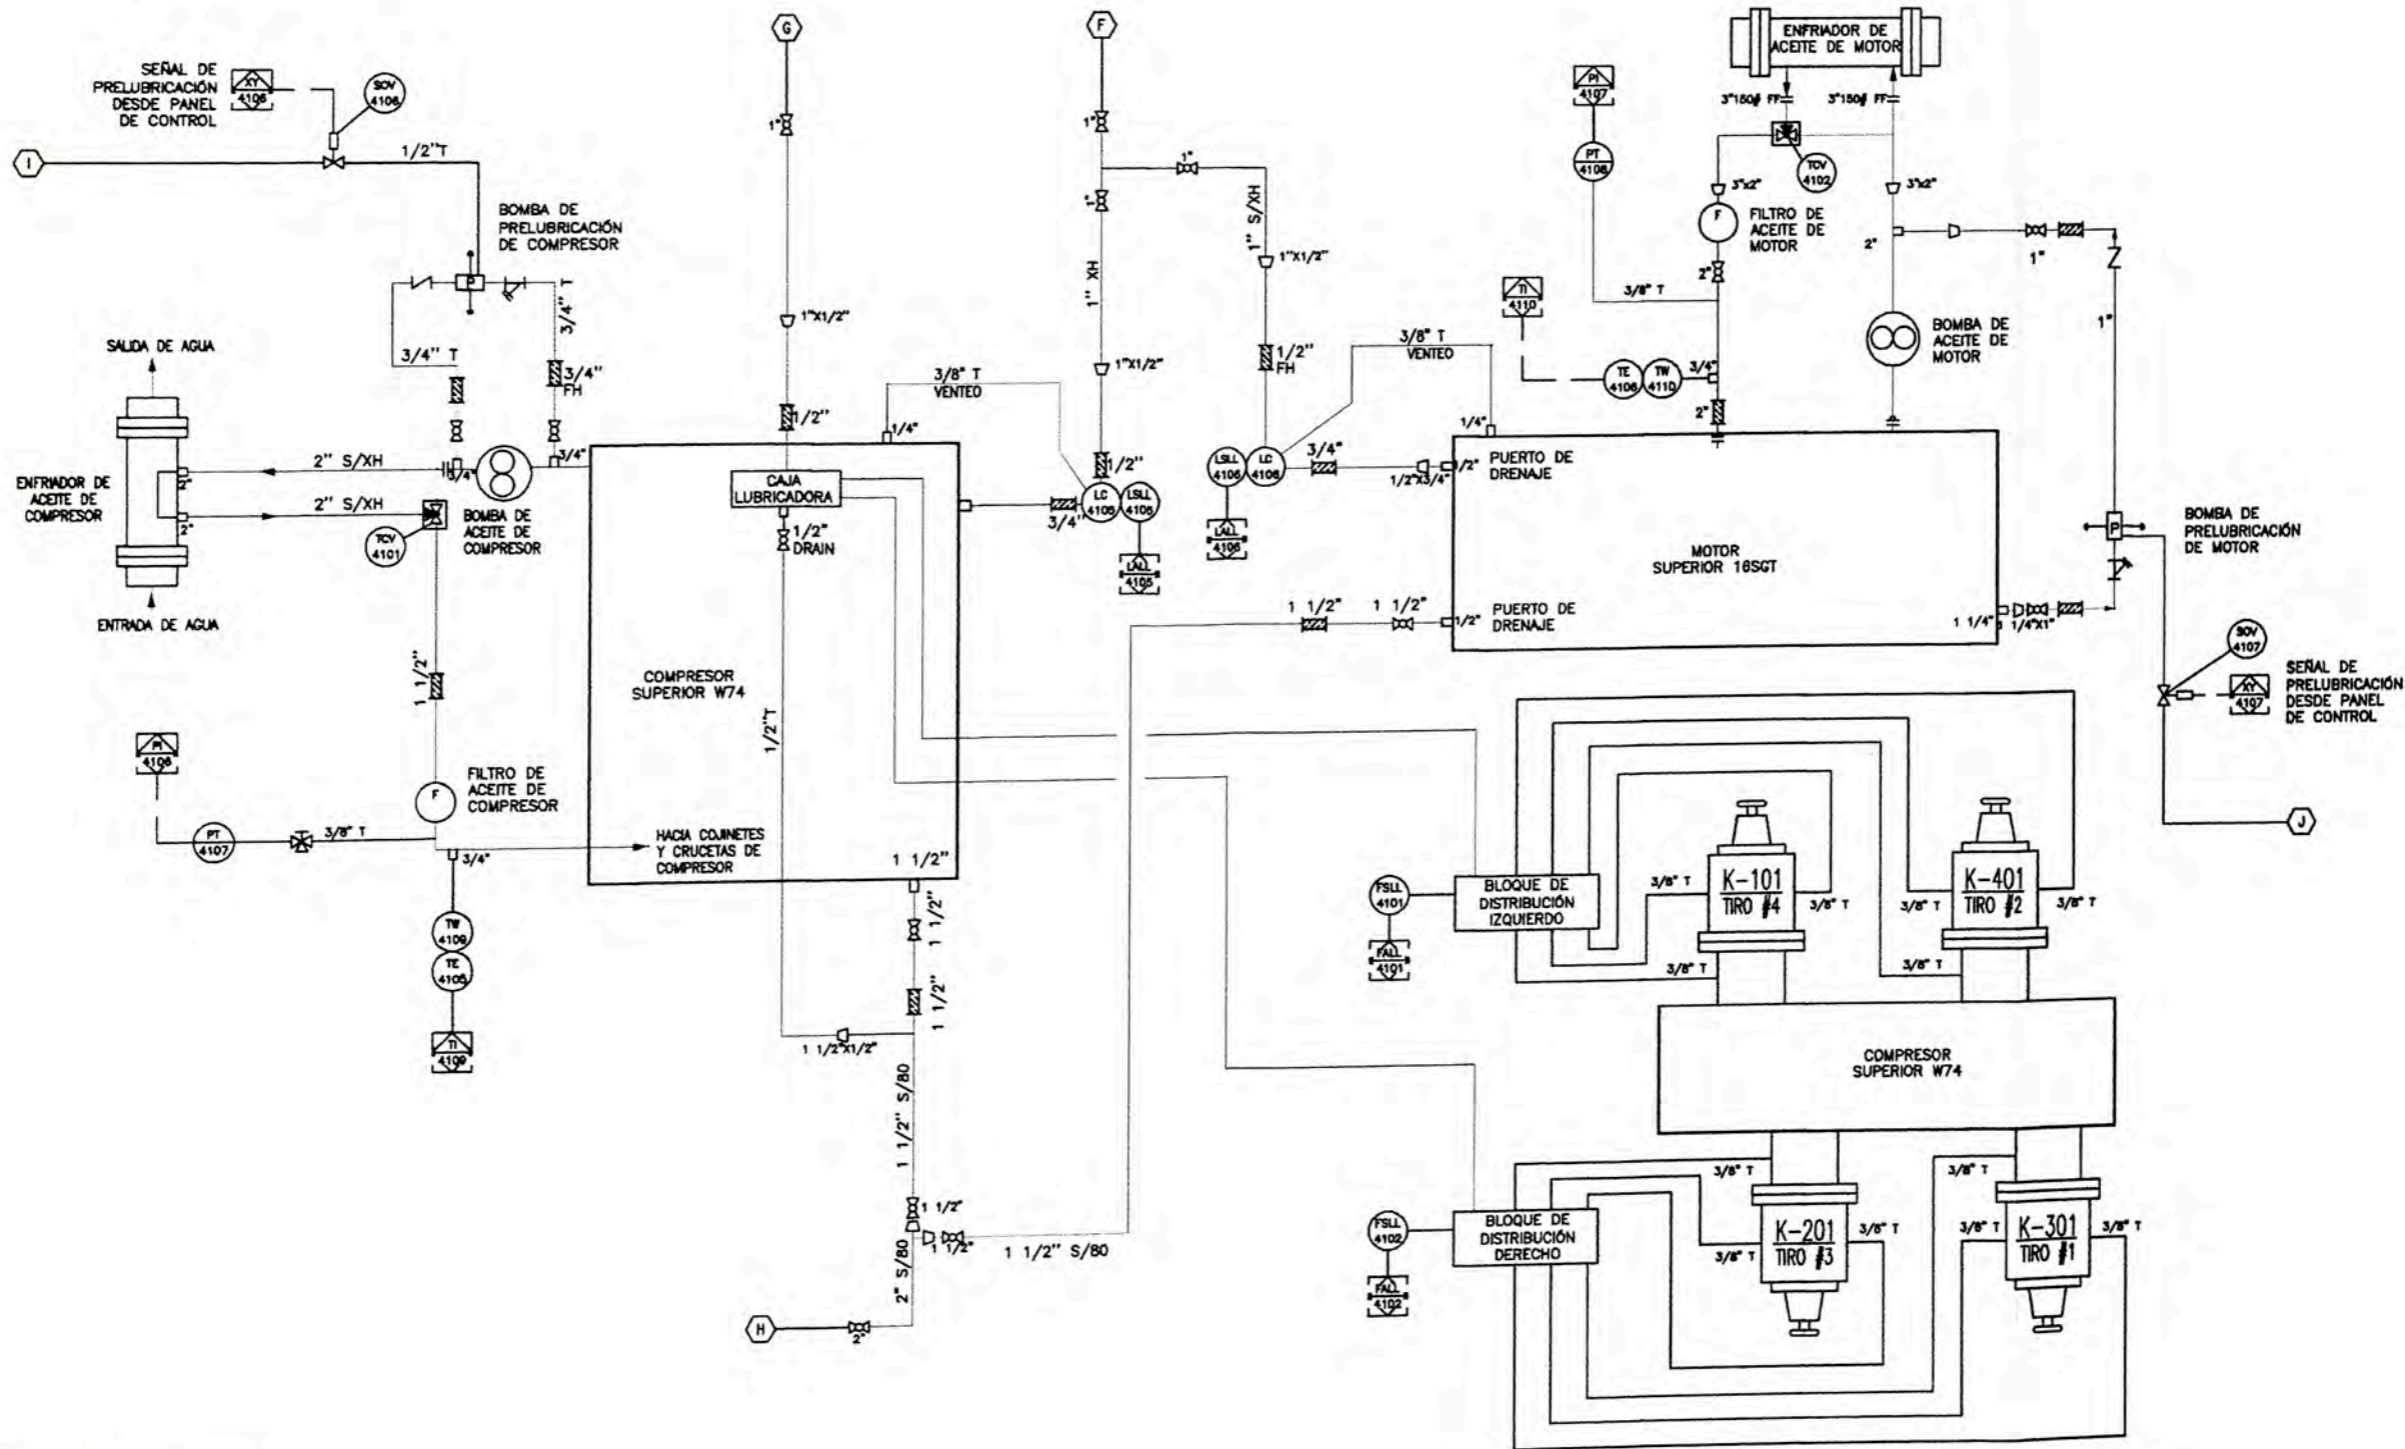 G
F
I
H
J
SEÑAL DE
PRELUBRICACIÓN
DESDE PANEL
DE CONTROL
XY
4106
SOV
4106
1/2"T
BOMBA DE
PRELUBRICACIÓN
DE COMPRESOR
P
3/4" T
3/4" T
3/4"
FH
SALIDA DE AGUA
ENFRIADOR DE
ACEITE DE
COMPRESOR
ENTRADA DE AGUA
2"
2"
2" S/XH
2" S/XH
3/4"
3/4"
TCV
4101
BOMBA DE
ACEITE DE
COMPRESOR
1 1/2"
F
FILTRO DE
ACEITE DE
COMPRESOR
PI
4106
PT
4107
3/8" T
3/4"
TW
4109
TE
4105
TI
4109
HACIA COJINETES
Y CRUCETAS DE
COMPRESOR
COMPRESOR
SUPERIOR W74
1"
1"X1/2"
1/2"
CAJA
LUBRICADORA
1/2"
DRAIN
1/2"T
1/4"
3/8" T
VENTEO
1 1/2"
1 1/2"
1 1/2"
1 1/2"X1/2"
1 1/2" S/80
1 1/2"
1 1/2"
2" S/80
2"
1 1/2" S/80
1"
1"
1"
1" XH
1"X1/2"
1/2"
3/4"
LC
4105
LSLL
4105
LALL
4105
1" S/XH
1"X1/2"
1/2"
FH
LSLL
4106
LC
4106
LALL
4106
3/4"
1/2"X3/4"
3/8" T
VENTEO
1/4"
1/2"
PUERTO DE
DRENAJE
1 1/2"
1 1/2"
1/2"
PUERTO DE
DRENAJE
MOTOR
SUPERIOR 16SGT
ENFRIADOR DE
ACEITE DE MOTOR
3"150# FF
3"150# FF
TCV
4102
PI
4107
PT
4108
3"x2"
3"x2"
F
FILTRO DE
ACEITE DE
MOTOR
2"
2"
3/8" T
TI
4110
TE
4106
TW
4110
3/4"
2"
BOMBA DE
ACEITE DE
MOTOR
1"
1"
P
BOMBA DE
PRELUBRICACIÓN
DE MOTOR
1 1/4"
1 1/4"X1"
SOV
4107
XY
4107
SEÑAL DE
PRELUBRICACIÓN
DESDE PANEL
DE CONTROL
FSLL
4101
FALL
4101
BLOQUE DE
DISTRIBUCIÓN
IZQUIERDO
3/8" T
K-101
TIRO #4
3/8" T
3/8" T
3/8" T
K-401
TIRO #2
3/8" T
3/8" T
COMPRESOR
SUPERIOR W74
FSLL
4102
FALL
4102
BLOQUE DE
DISTRIBUCIÓN
DERECHO
3/8" T
3/8" T
K-201
TIRO #3
3/8" T
3/8" T
3/8" T
K-301
TIRO #1
3/8" T